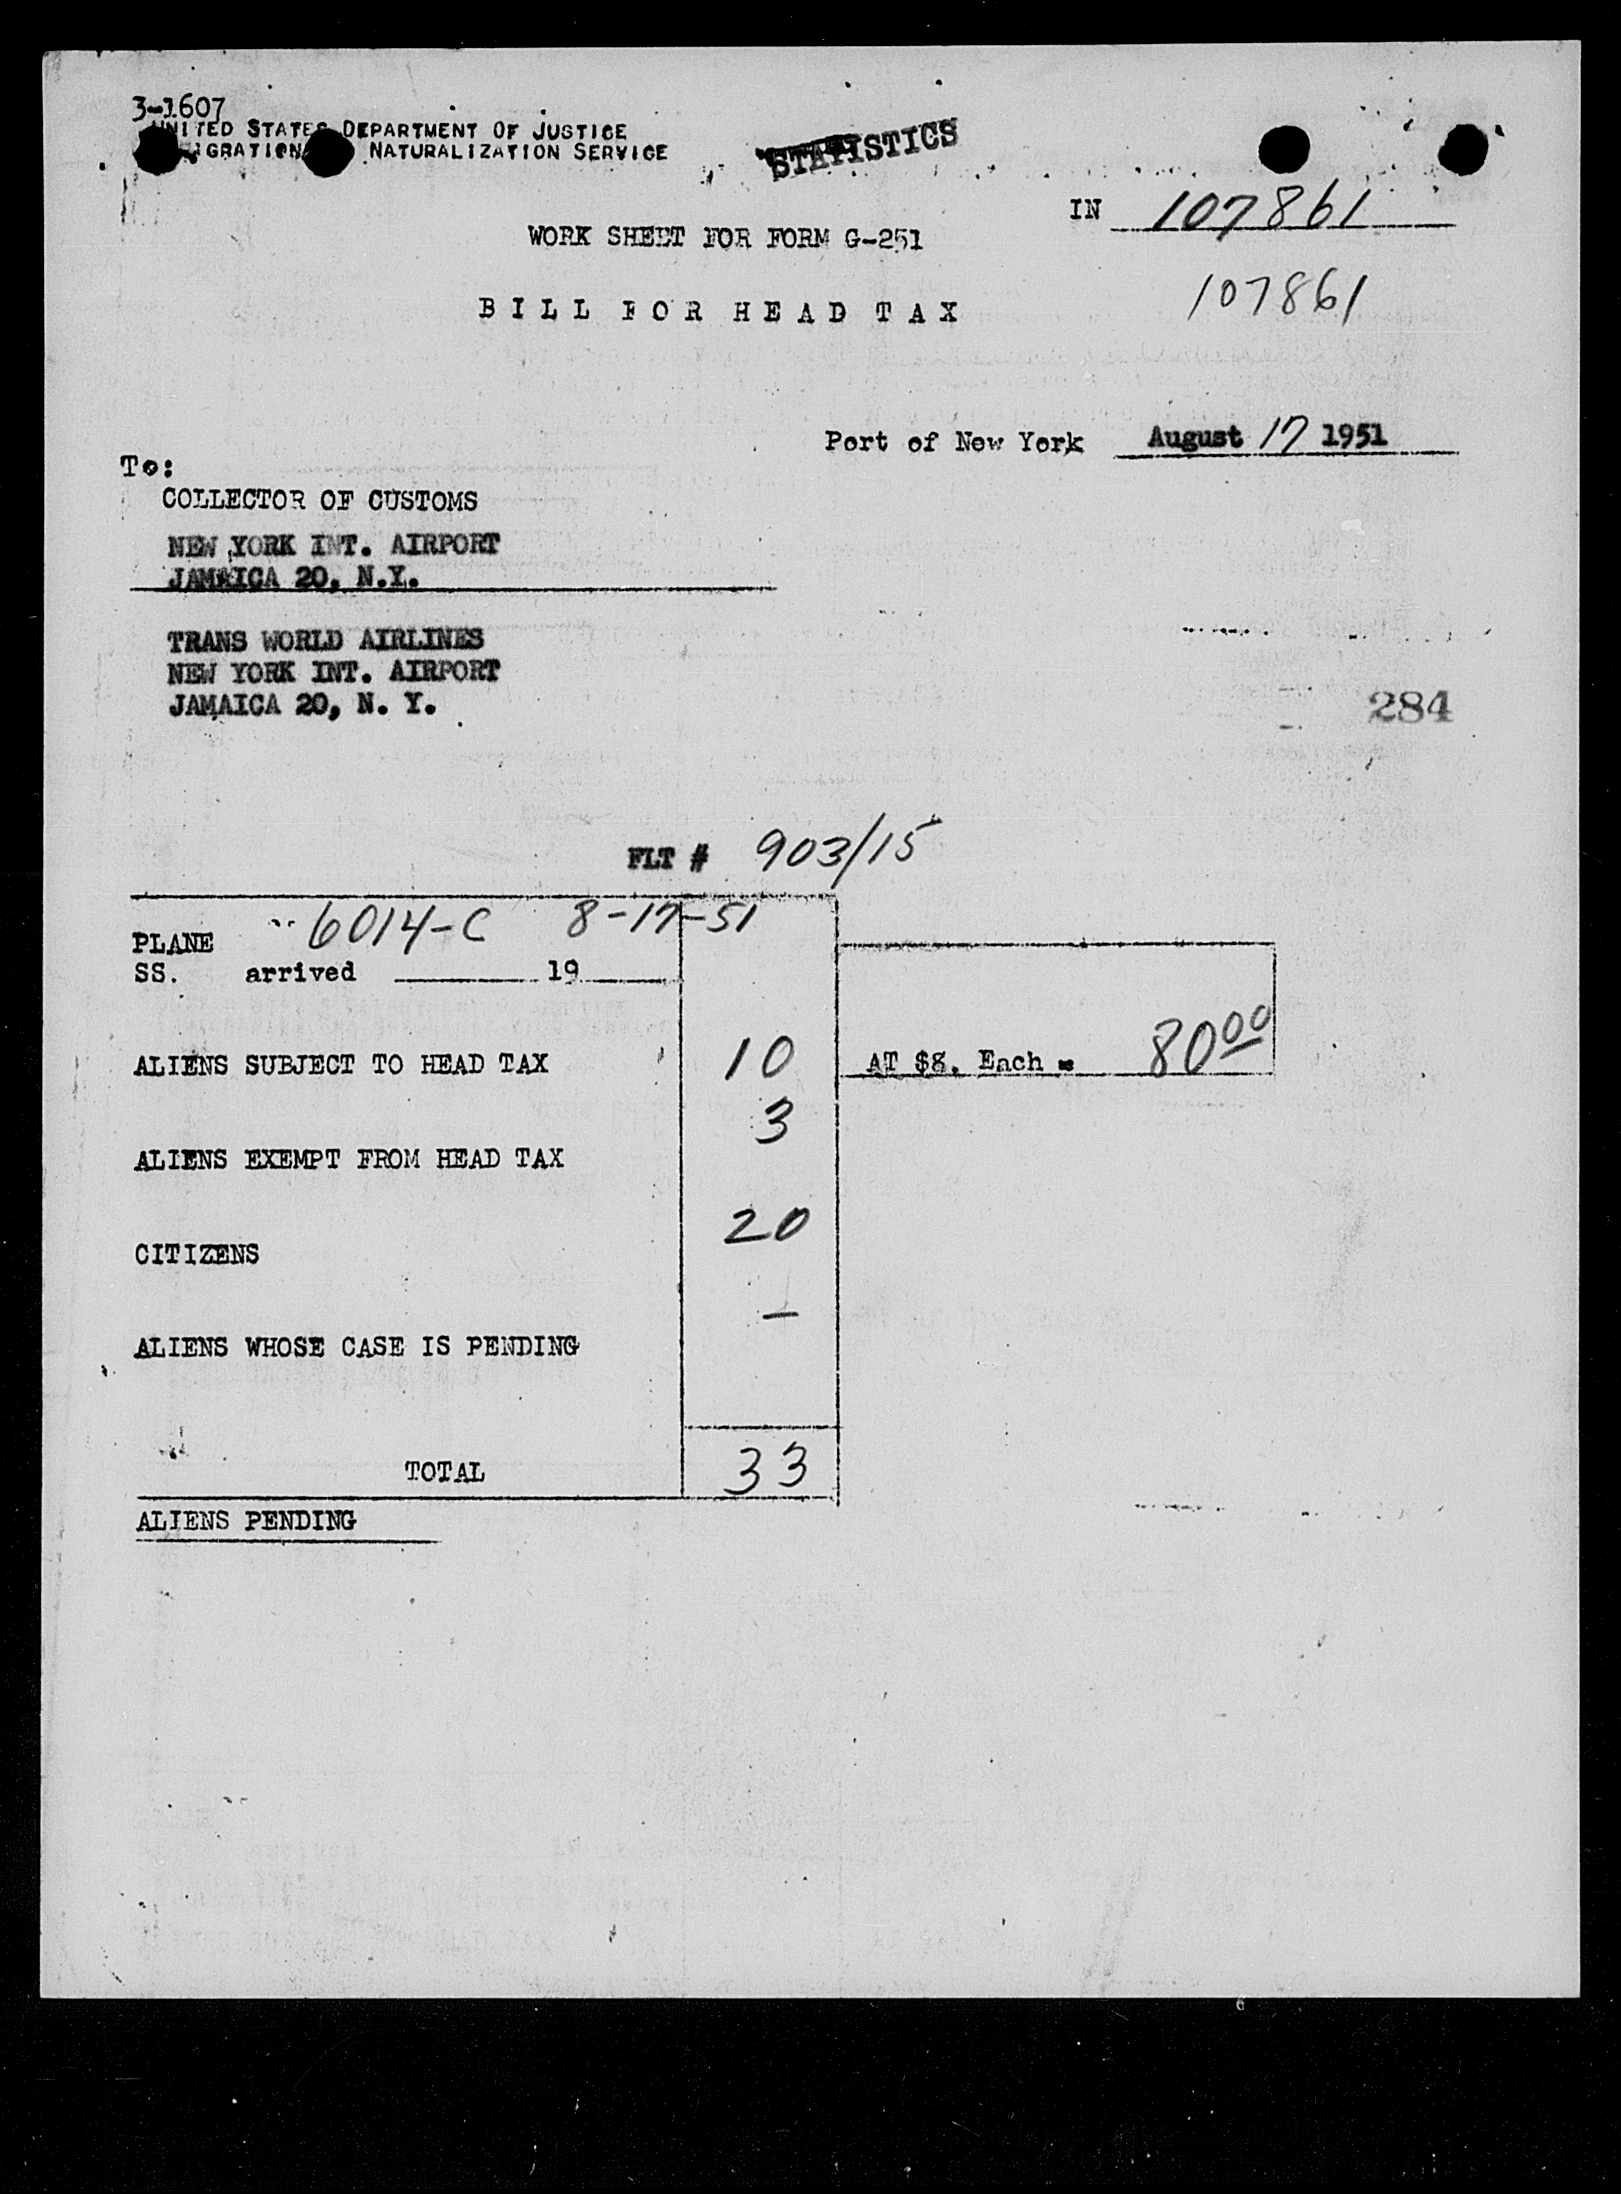 3-1607
UNITED STATES DEPARTMENT OF JUSTICE
NATURALIZATION SERVICE
STATISTICS
IN 107861
WORK SHEET FOR FORM G-251
107861
BILL FOR HEAD TAX
Port of New York August 17 1951
To:
COLLECTOR OF CUSTOMS
NEW YORK INT. AIRPORT
JAMAICA 20, N.Y.
TRANS WORLD AIRLINES
NEW YORK INT. AIRPORT
JAMAICA 20, N. Y.
284
FLT # 903/15
PLANE 6014-C 8-17-51
SS. arrived 19
ALIENS SUBJECT TO HEAD TAX 10 AT $8. Each = 8000
3
ALIENS EXEMPT FROM HEAD TAX
20
CITIZENS
—
ALIENS WHOSE CASE IS PENDING
TOTAL 33
ALIENS PENDING